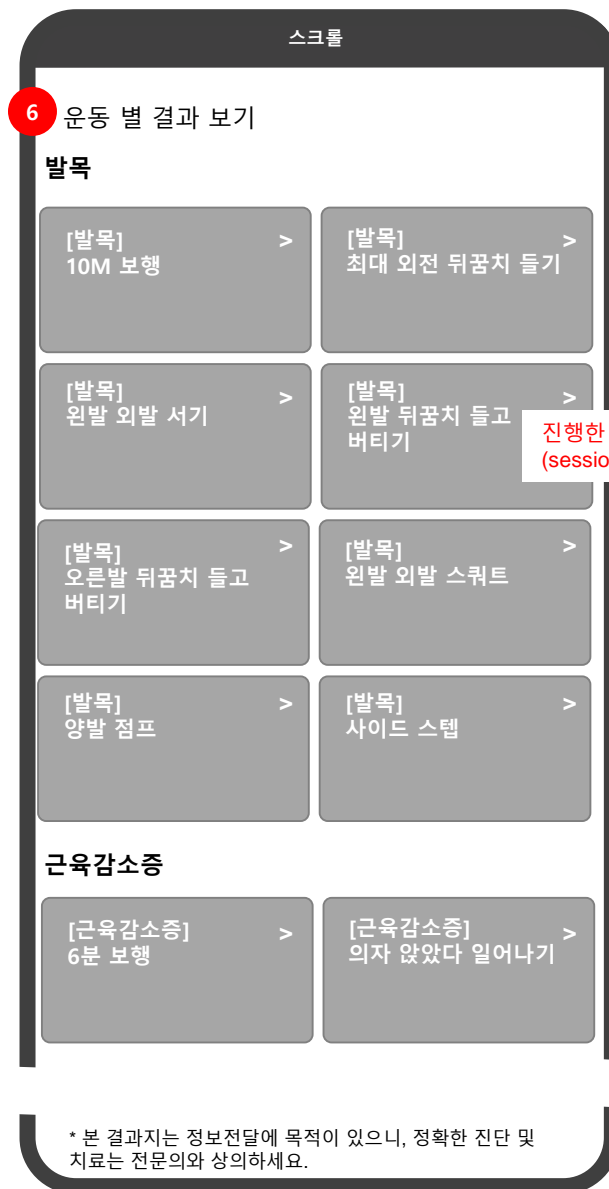 스크롤
6
운동 별 결과 보기
발목
[발목] >
10M 보행
[발목] >
최대 외전 뒤꿈치 들기
[발목] >
왼발 외발 서기
[발목] >
왼발 뒤꿈치 들고
버티기
진행한
(sessio
[발목] >
오른발 뒤꿈치 들고
버티기
[발목] >
왼발 외발 스쿼트
[발목] >
양발 점프
[발목] >
사이드 스텝
근육감소증
[근육감소증] >
6분 보행
[근육감소증] >
의자 앉았다 일어나기
* 본 결과지는 정보전달에 목적이 있으니, 정확한 진단 및
치료는 전문의와 상의하세요.